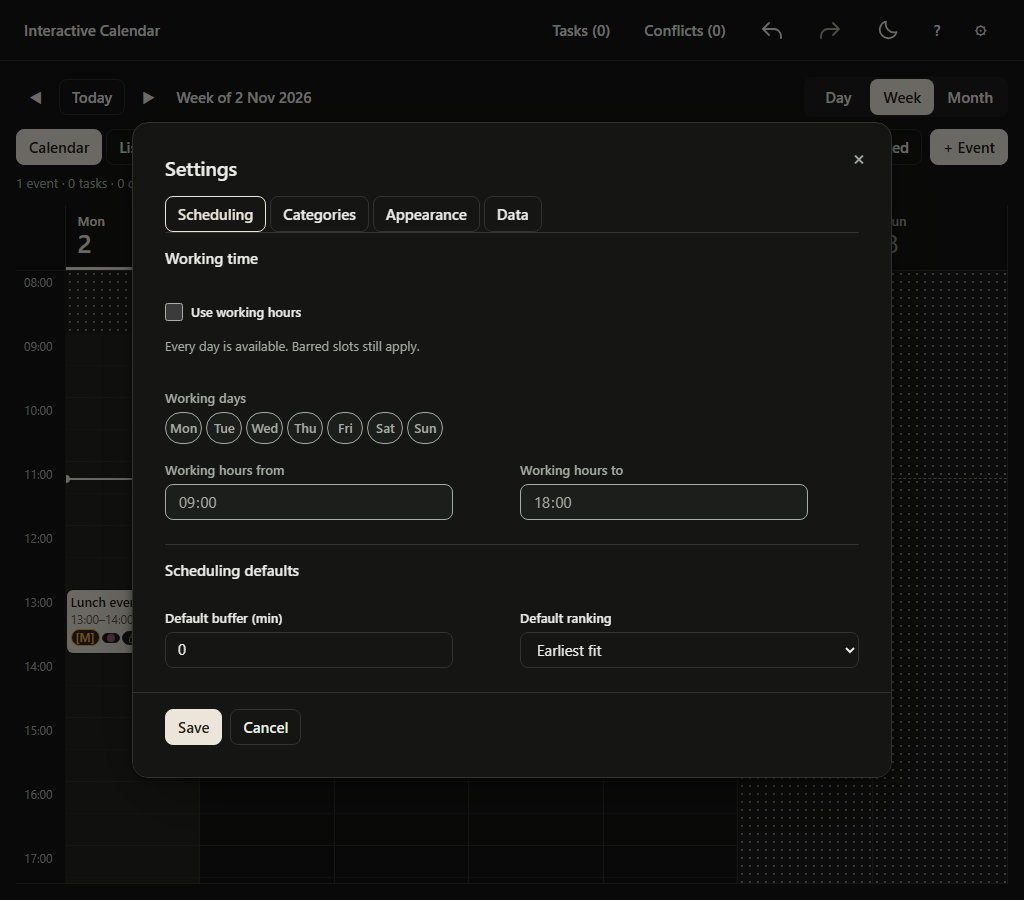 Interactive Calendar
Tasks (0)
Conflicts (0)
?
Today
Week of 2 Nov 2026
Day
Week
Month
Calendar
+ Event
1 event · 0 tasks · 0
Mon
2
08:00
09:00
10:00
11:00
12:00
13:00
14:00
15:00
16:00
17:00
Lunch
13:00–14:00
[M]
Settings
×
Scheduling
Categories
Appearance
Data
Working time
Use working hours
Every day is available. Barred slots still apply.
Working days
Mon Tue Wed Thu Fri Sat Sun
Working hours from
09:00
Working hours to
18:00
Scheduling defaults
Default buffer (min)
0
Default ranking
Earliest fit
Save
Cancel